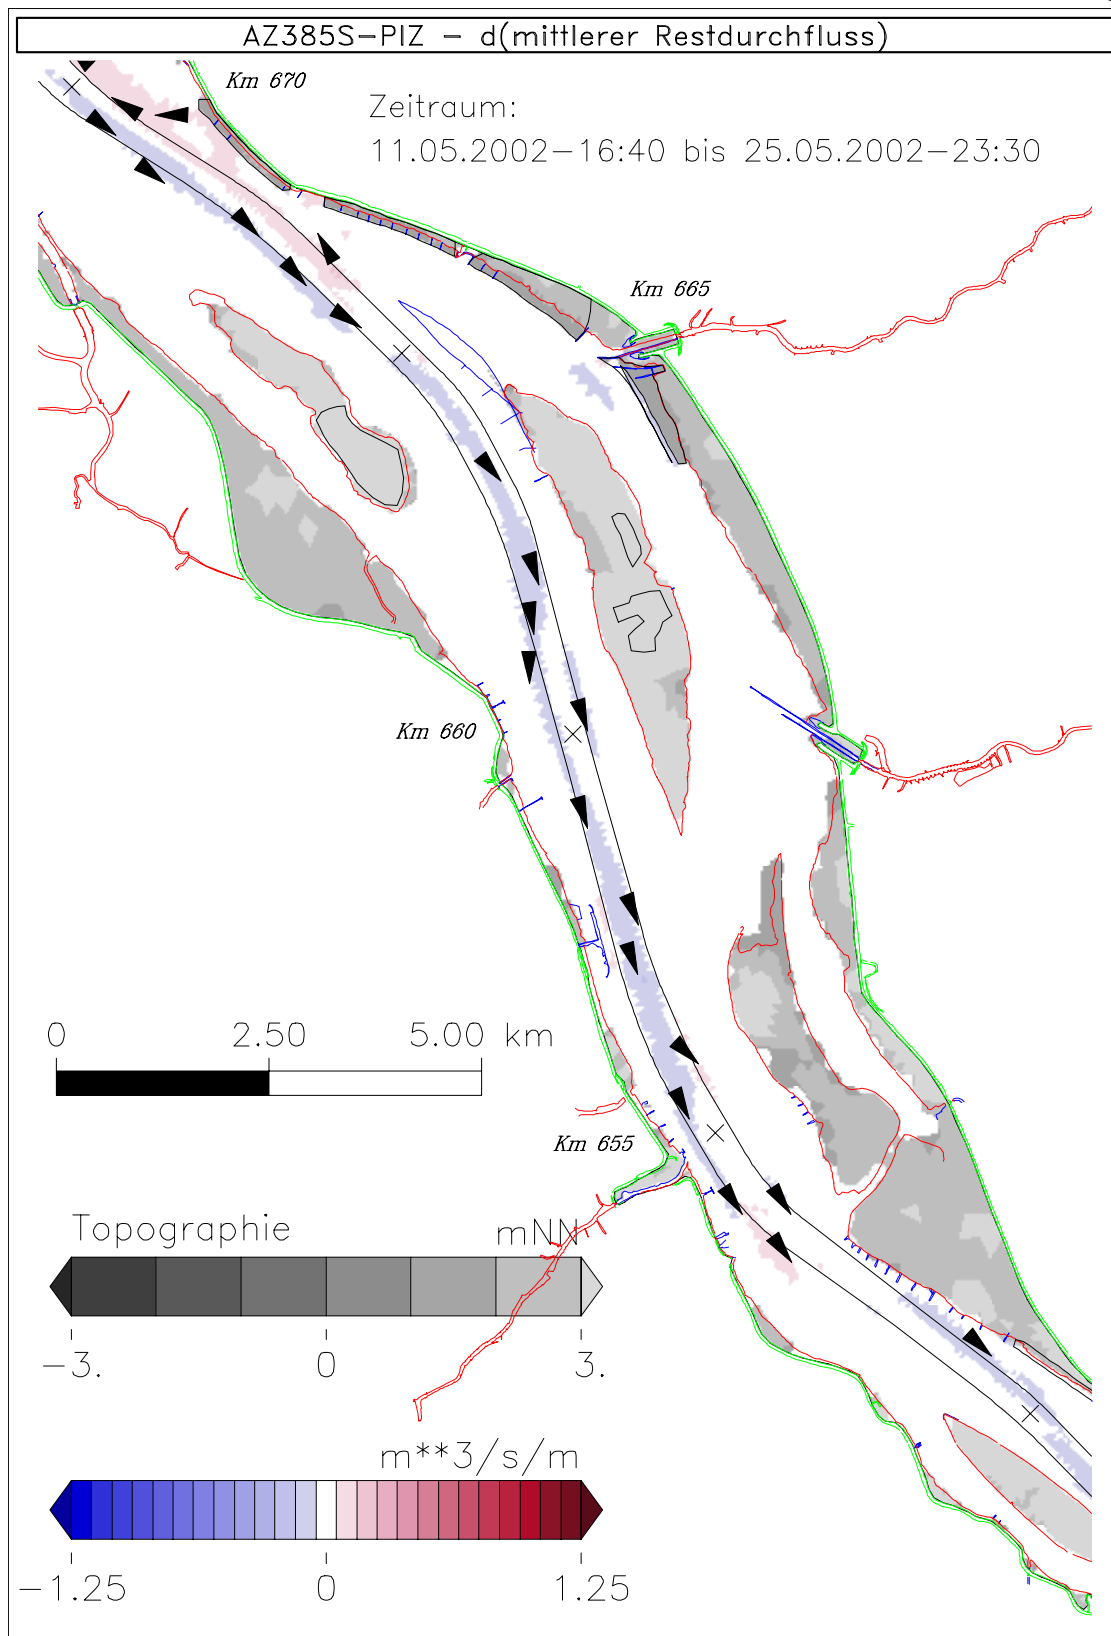 AZ385S-PIZ - d(mittlerer Restdurchfluss)
Km 670
Zeitraum:
11.05.2002-16:40 bis 25.05.2002-23:30
Km 665
Km 660
0 2.50 5.00 km
Km 655
Topographie mNN
-3. 0 3.
m**3/s/m
-1.25 0 1.25